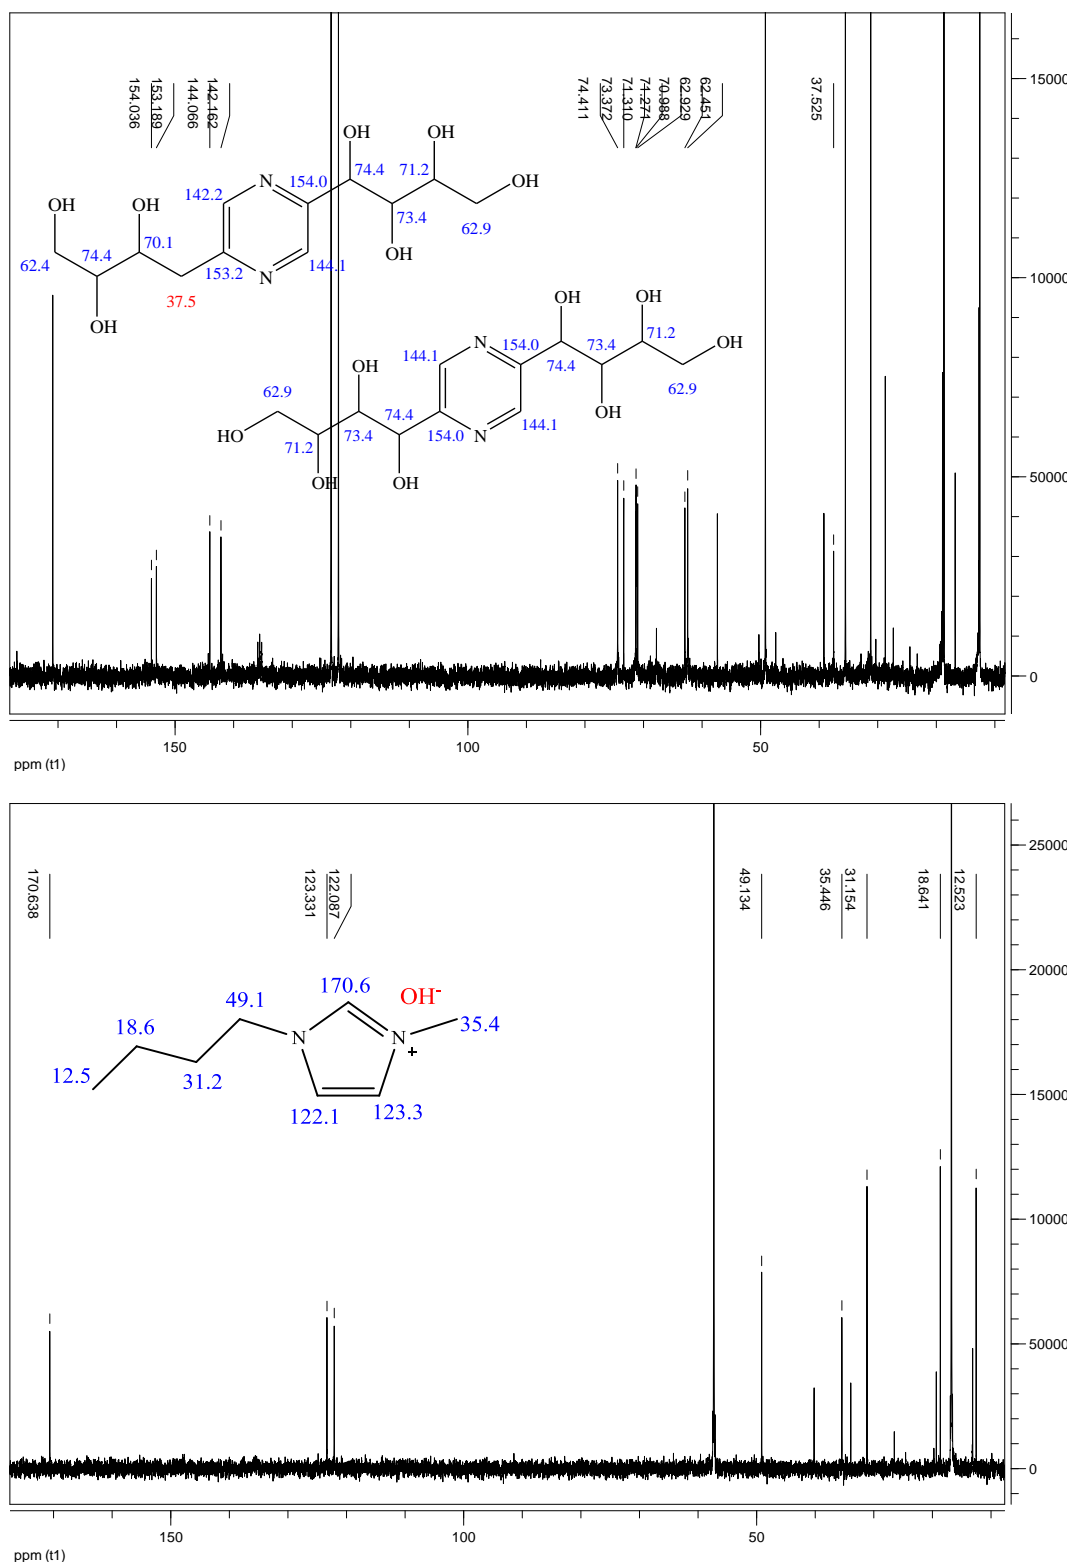 154.036
153.189
144.066
142.162
74.411
73.372
71.310
71.271
70.988
62.929
62.451
37.525
15000
10000
50000
0
OH
OH
OH
OH
74.4
71.2
N
154.0
OH
142.2
73.4
OH
OH
70.1
62.9
74.4
OH
62.4
153.2
N
144.1
37.5
OH
OH
OH
OH
71.2
N
154.0
73.4
OH
144.1
74.4
OH
62.9
62.9
OH
74.4
HO
73.4
154.0
N
144.1
71.2
OH
OH
150
100
50
ppm (t1)
170.638
123.331
122.087
49.134
35.446
31.154
18.641
12.523
25000
20000
15000
10000
50000
0
170.6
OH-
49.1
35.4
18.6
N
N
+
12.5
31.2
122.1
123.3
150
100
50
ppm (t1)